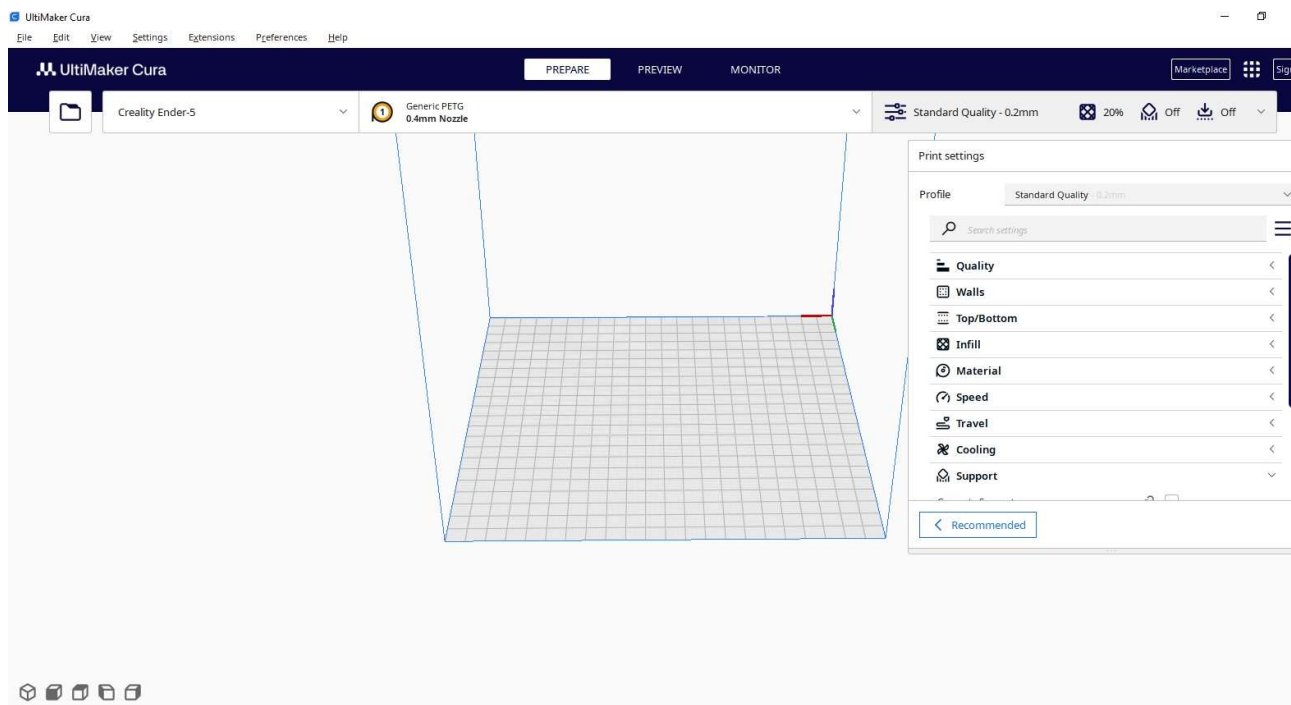 UltiMaker Cura
File Edit View Settings Extensions Preferences Help
UltiMaker Cura PREPARE PREVIEW MONITOR Marketplace
Creality Ender-5 1 Generic PETG
0.4mm Nozzle
Standard Quality - 0.2mm 20% Off Off
Print settings
Profile Standard Quality - 0.2mm
Search settings
Quality
Walls
Top/Bottom
Infill
Material
Speed
Travel
Cooling
Support
Recommended